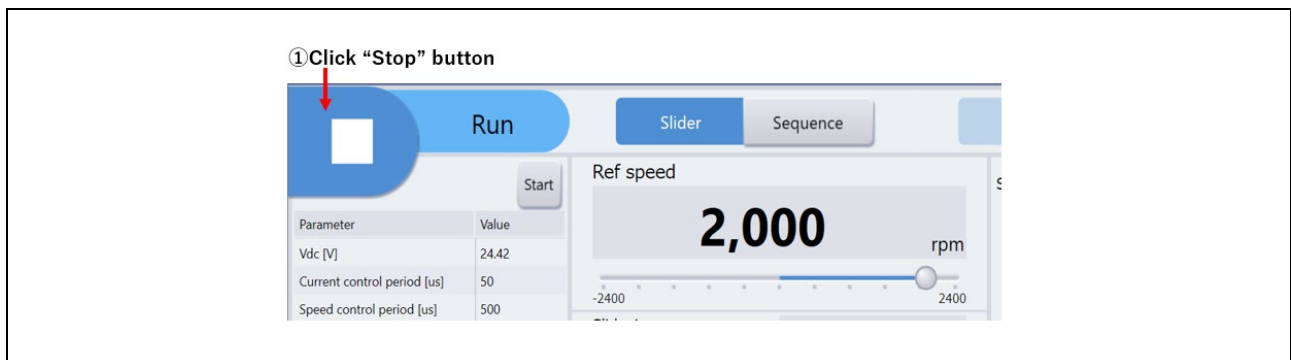 ①Click “Stop” button
Run
Slider
Sequence
Start
Ref speed
2,000
rpm
Parameter
Value
Vdc [V]
24.42
Current control period [us]
50
Speed control period [us]
500
-2400
2400